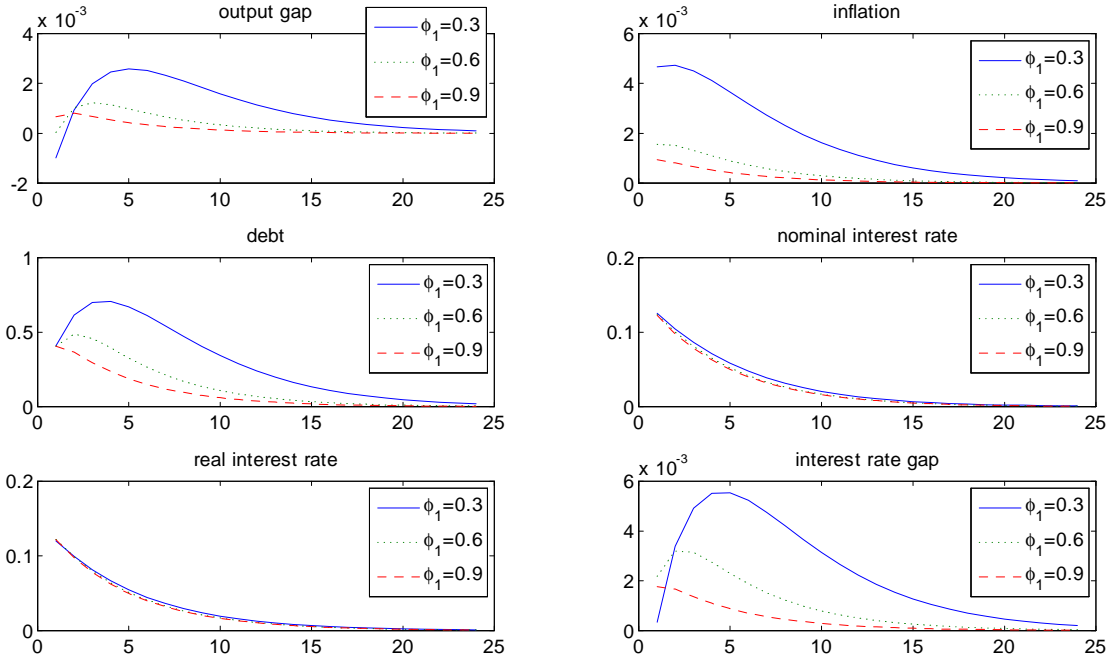 output gap
x 10⁻³
4
2
0
-2
0 5 10 15 20 25
ϕ₁=0.3
ϕ₁=0.6
ϕ₁=0.9
inflation
x 10⁻³
6
4
2
0
0 5 10 15 20 25
ϕ₁=0.3
ϕ₁=0.6
ϕ₁=0.9
debt
1
0.5
0
0 5 10 15 20 25
ϕ₁=0.3
ϕ₁=0.6
ϕ₁=0.9
nominal interest rate
0.2
0.1
0
0 5 10 15 20 25
ϕ₁=0.3
ϕ₁=0.6
ϕ₁=0.9
real interest rate
0.2
0.1
0
0 5 10 15 20 25
ϕ₁=0.3
ϕ₁=0.6
ϕ₁=0.9
interest rate gap
x 10⁻³
6
4
2
0
0 5 10 15 20 25
ϕ₁=0.3
ϕ₁=0.6
ϕ₁=0.9